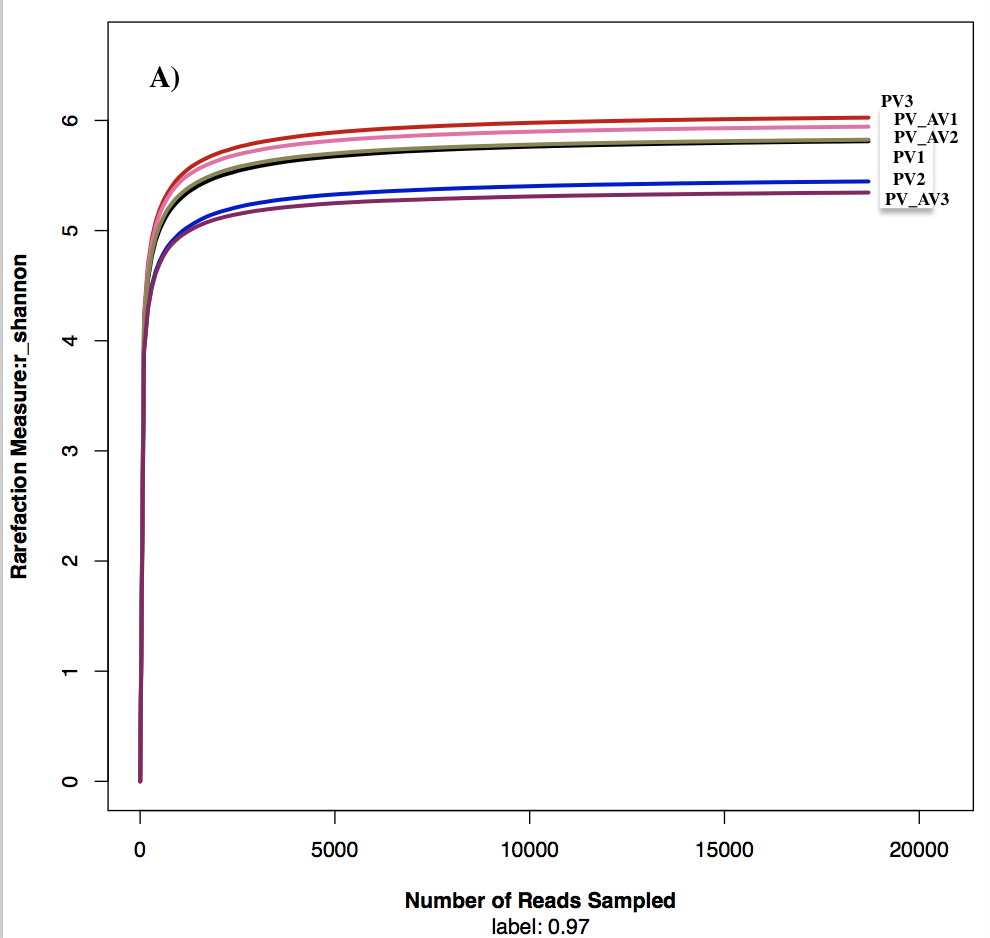 A)
PV3
PV_AV1
PV_AV2
PV1
PV2
PV_AV3
6
5
4
3
2
1
0
Rarefaction Measure:r_shannon
0 5000 10000 15000 20000
Number of Reads Sampled
label: 0.97